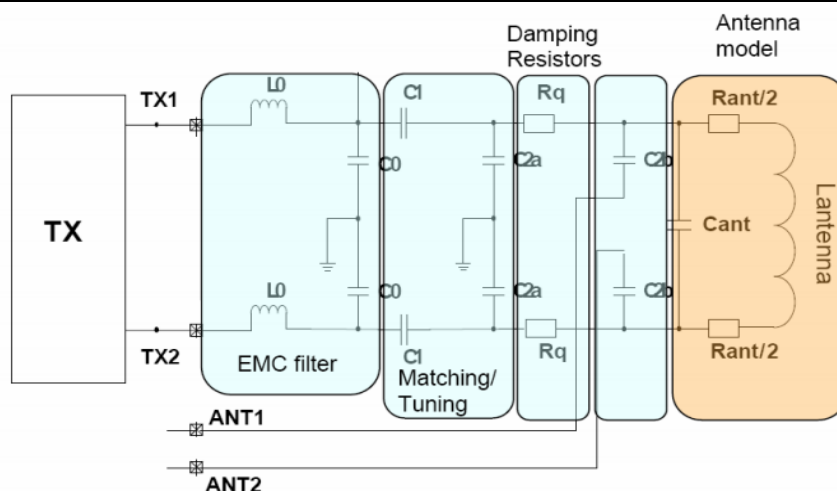 Antenna
model
Damping
Resistors
TX1
L0
C1
Rq
Rant/2
C0
C2a
C2b
TX
Cant
Lantenna
C0
C2a
C2b
L0
TX2
C1
Rq
Rant/2
EMC filter
Matching/
Tuning
ANT1
ANT2